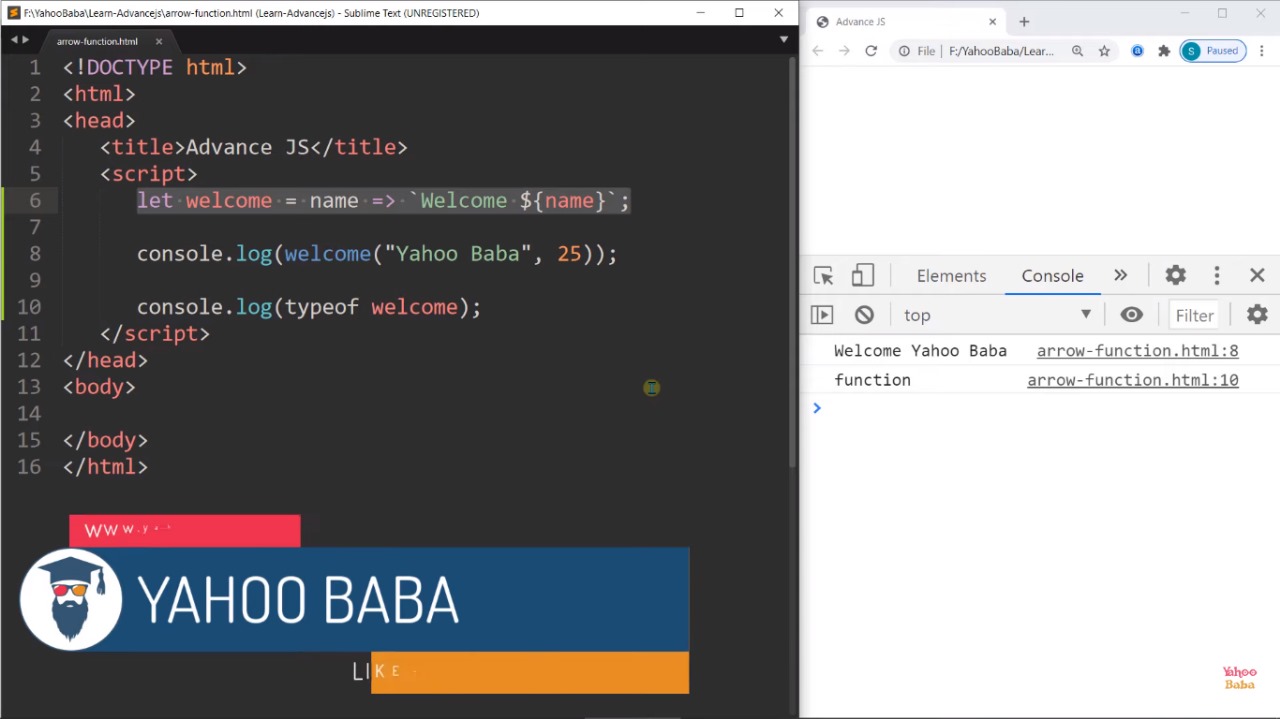 F:\YahooBaba\Learn-Advancejs\arrow-function.html (Learn-Advancejs) - Sublime Text (UNREGISTERED)
arrow-function.html
1 <!DOCTYPE html>
2 <html>
3 <head>
4 <title>Advance JS</title>
5 <script>
6 let welcome = name => `Welcome ${name}`;
7
8 console.log(welcome("Yahoo Baba", 25));
9
10 console.log(typeof welcome);
11 </script>
12 </head>
13 <body>
14
15 </body>
16 </html>
YAHOO BABA
Advance JS
File F:/YahooBaba/Lear...
S Paused
Elements Console
top Filter
Welcome Yahoo Baba arrow-function.html:8
function arrow-function.html:10
Yahoo
Baba